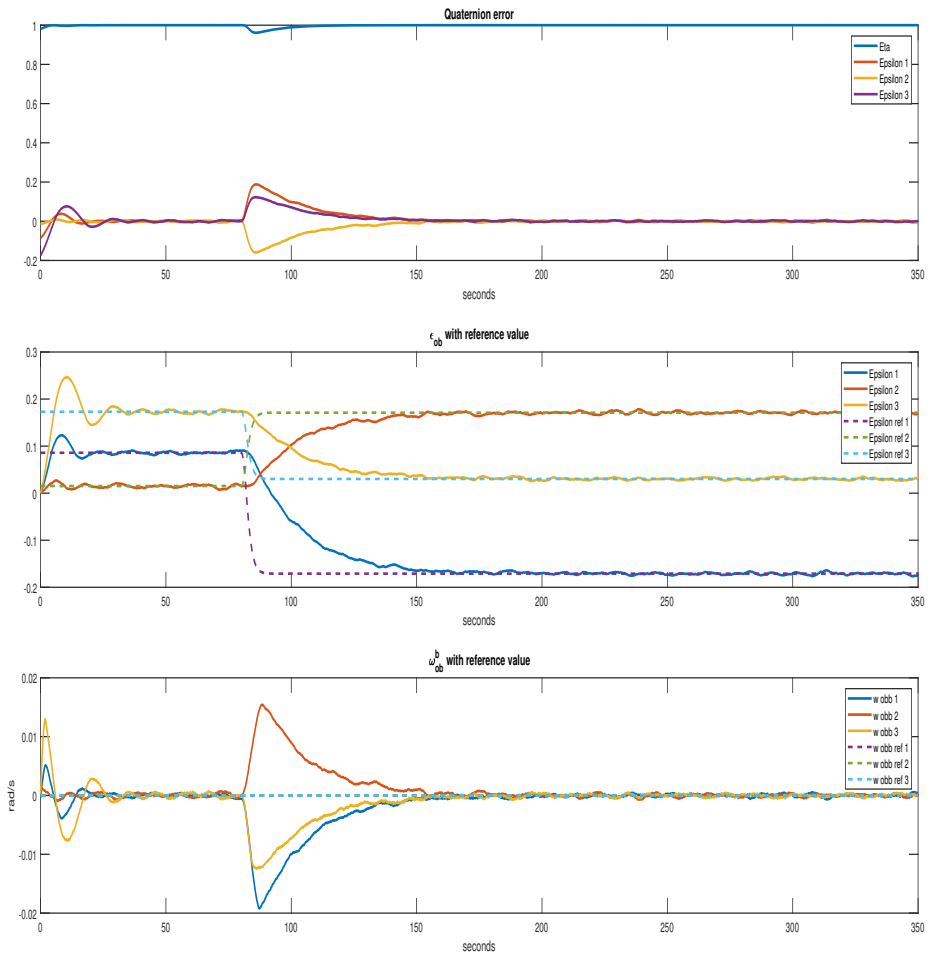 Quaternion error
1
0.8
0.6
0.4
0.2
0
-0.2
Eta
Epsilon 1
Epsilon 2
Epsilon 3
0 50 100 150 200 250 300 350
seconds
ϵob with reference value
0.3
0.2
0.1
0
-0.1
-0.2
Epsilon 1
Epsilon 2
Epsilon 3
Epsilon ref 1
Epsilon ref 2
Epsilon ref 3
0 50 100 150 200 250 300 350
seconds
ω^b_ob with reference value
0.02
0.01
0
-0.01
-0.02
rad/s
w obb 1
w obb 2
w obb 3
w obb ref 1
w obb ref 2
w obb ref 3
0 50 100 150 200 250 300 350
seconds